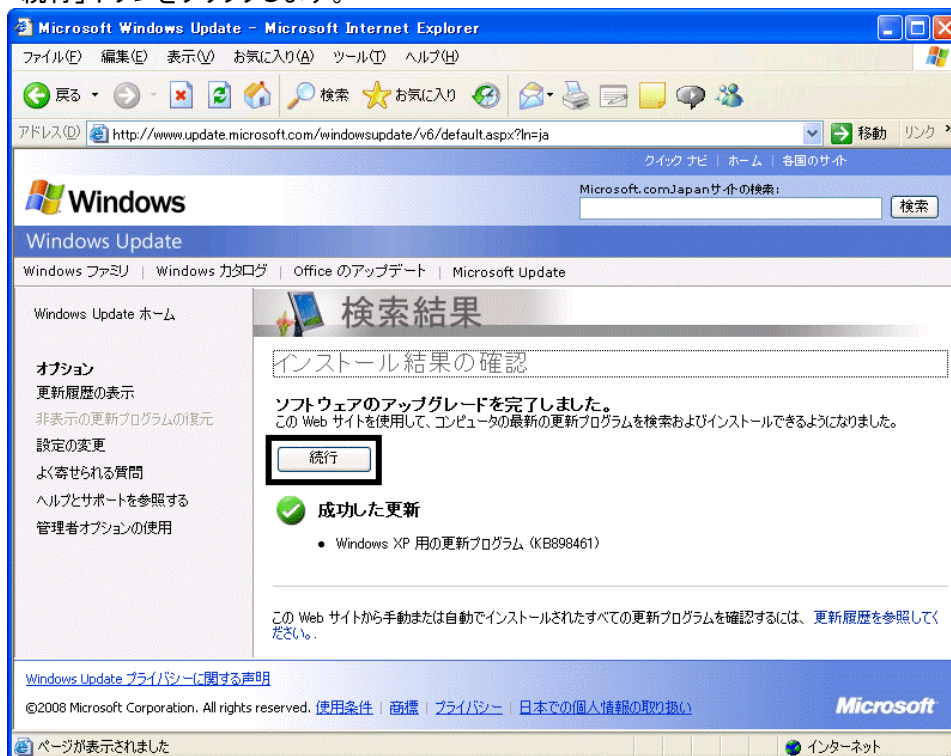 Microsoft Windows Update - Microsoft Internet Explorer
ファイル(F) 編集(E) 表示(V) お気に入り(A) ツール(T) ヘルプ(H)
戻る 検索 お気に入り
アドレス(D) http://www.update.microsoft.com/windowsupdate/v6/default.aspx?ln=ja 移動 リンク »
クイック ナビ | ホーム | 各国のサイト
Windows
Microsoft.comJapanサイトの検索:
検索
Windows Update
Windows ファミリ | Windows カタログ | Office のアップデート | Microsoft Update
Windows Update ホーム
オプション
更新履歴の表示
非表示の更新プログラムの復元
設定の変更
よく寄せられる質問
ヘルプとサポートを参照する
管理者オプションの使用
検索結果
インストール結果の確認
ソフトウェアのアップグレードを完了しました。
この Web サイトを使用して、コンピュータの最新の更新プログラムを検索およびインストールできるようになりました。
続行
成功した更新
● Windows XP 用の更新プログラム (KB898461)
この Web サイトから手動または自動でインストールされたすべての更新プログラムを確認するには、更新履歴を参照してく
ださい。.
Windows Update プライバシーに関する声明
©2008 Microsoft Corporation. All rights reserved. 使用条件 | 商標 | プライバシー | 日本での個人情報の取り扱い
Microsoft
ページが表示されました インターネット